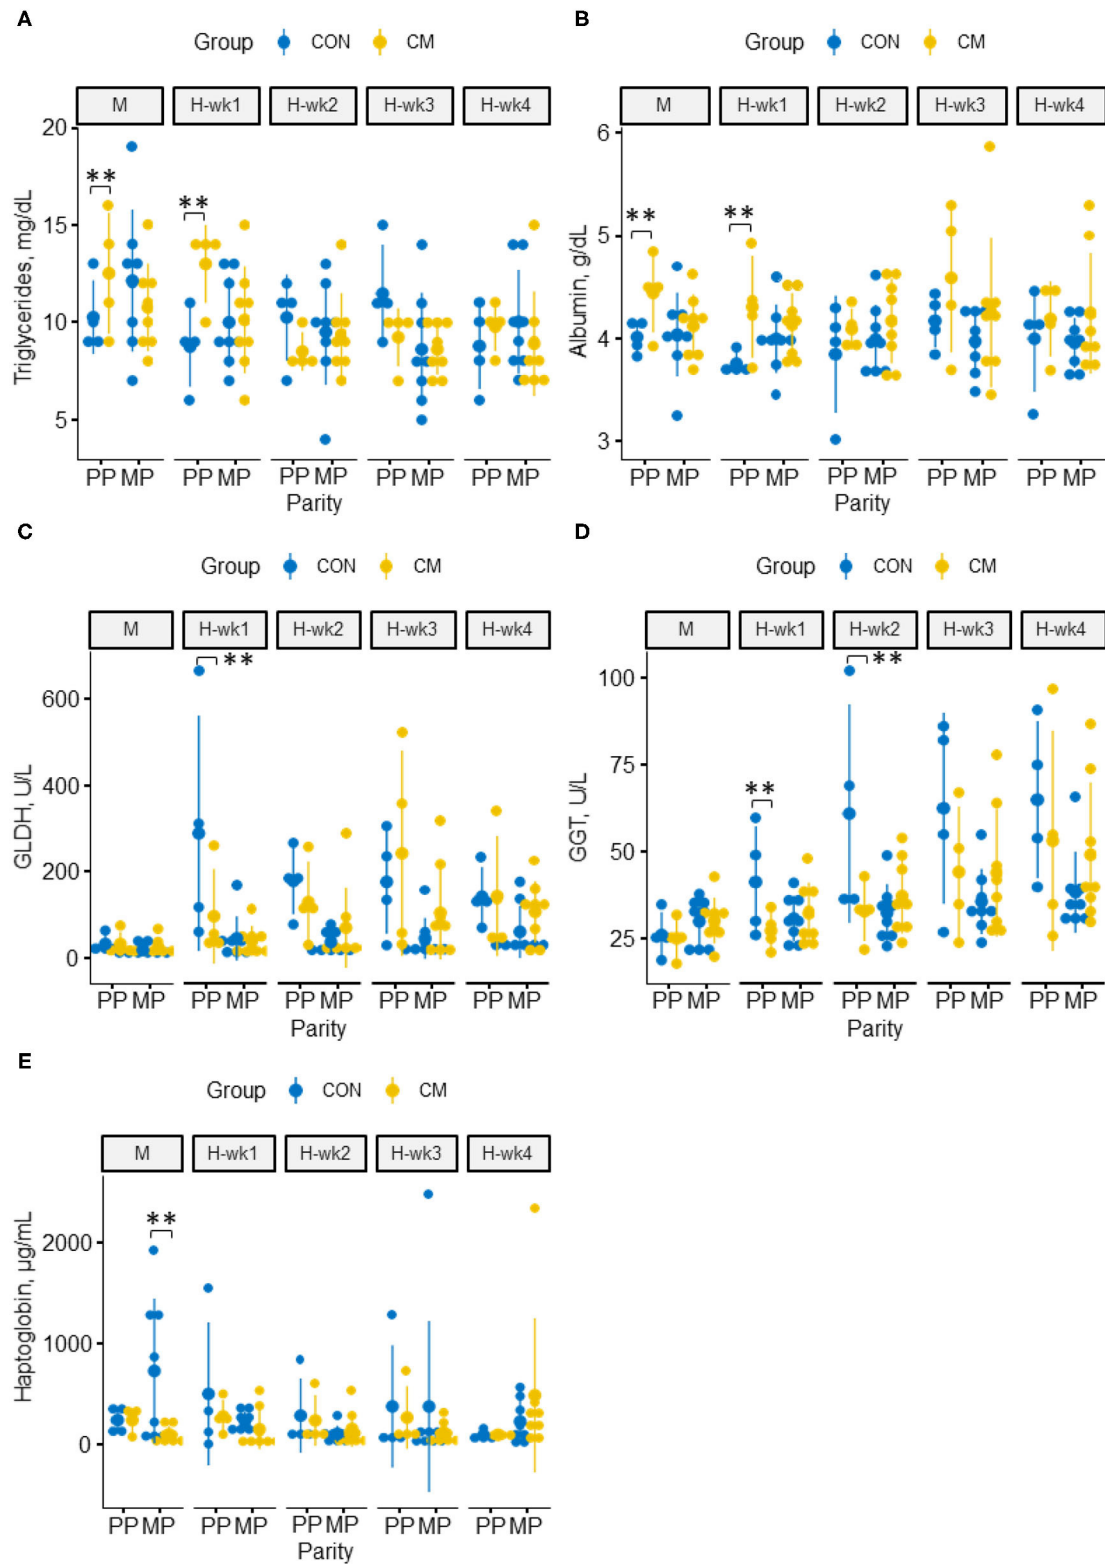 A
Group CON CM
M H-wk1 H-wk2 H-wk3 H-wk4
Triglycerides, mg/dL
20
15
10
5
** **
PP MP PP MP PP MP PP MP PP MP
Parity
B
Group CON CM
M H-wk1 H-wk2 H-wk3 H-wk4
Albumin, g/dL
6
5
4
3
** **
PP MP PP MP PP MP PP MP PP MP
Parity
C
Group CON CM
M H-wk1 H-wk2 H-wk3 H-wk4
GLDH, U/L
600
400
200
0
**
PP MP PP MP PP MP PP MP PP MP
Parity
D
Group CON CM
M H-wk1 H-wk2 H-wk3 H-wk4
GGT, U/L
100
75
50
25
** **
PP MP PP MP PP MP PP MP PP MP
Parity
E
Group CON CM
M H-wk1 H-wk2 H-wk3 H-wk4
Haptoglobin, µg/mL
2000
1000
0
**
PP MP PP MP PP MP PP MP PP MP
Parity